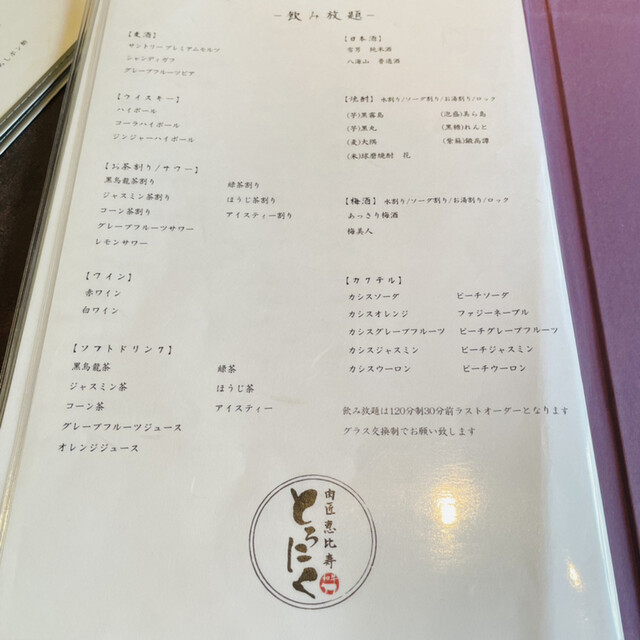 -飲み放題-
【麦酒】
サントリープレミアムモルツ
シャンディガフ
グレープフルーツビア
【ウイスキー】
ハイボール
コーラハイボール
ジンジャーハイボール
【お茶割り/サワー】
黒烏龍茶割り 緑茶割り
ジャスミン茶割り ほうじ茶割り
コーン茶割り アイスティー割り
グレープフルーツサワー
レモンサワー
【ワイン】
赤ワイン
白ワイン
【ソフトドリンク】
黒烏龍茶 緑茶
ジャスミン茶 ほうじ茶
コーン茶 アイスティー
グレープフルーツジュース
オレンジジュース
【日本酒】
雪男 純米酒
八海山 普通酒
【焼酎】 水割り/ソーダ割り/お湯割り/ロック
(芋)黒霧島 (泡盛)美ら島
(芋)黒丸 (黒糖)れんと
(麦)大隅 (紫蘇)鍛高譚
(米)球磨焼酎 花
【梅酒】 水割り/ソーダ割り/お湯割り/ロック
あっさり梅酒
梅美人
【カクテル】
カシスソーダ ピーチソーダ
カシスオレンジ ファジーネーブル
カシスグレープフルーツ ピーチグレープフルーツ
カシスジャスミン ピーチジャスミン
カシスウーロン ピーチウーロン
飲み放題は120分制30分前ラストオーダーとなります
グラス交換制でお願い致します
肉匠恵比寿
とろにく